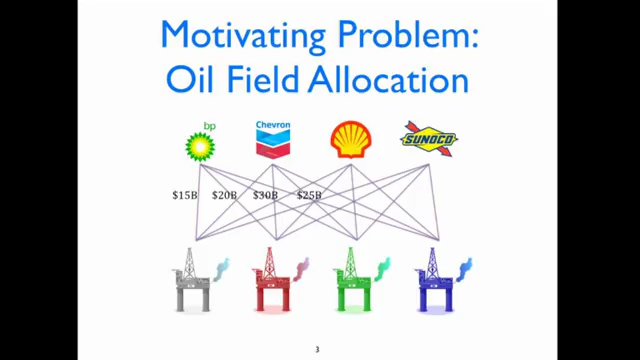 Motivating Problem:
Oil Field Allocation
bp
Chevron
SUNOCO
$15B $20B $30B $25B
3